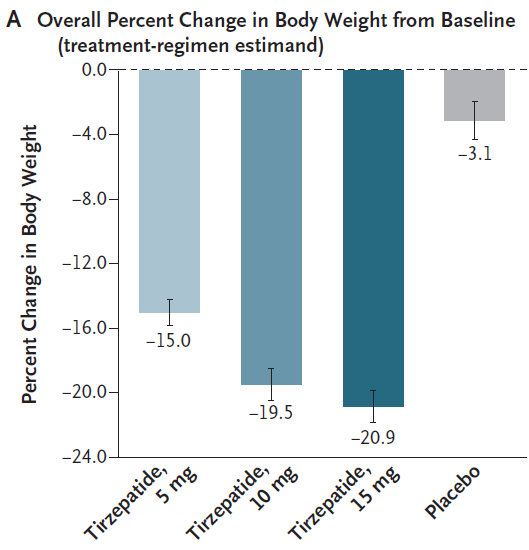 A Overall Percent Change in Body Weight from Baseline
(treatment-regimen estimand)
Percent Change in Body Weight
0.0
−4.0
−8.0
−12.0
−16.0
−20.0
−24.0
−15.0
−19.5
−20.9
−3.1
Tirzepatide,
5 mg
Tirzepatide,
10 mg
Tirzepatide,
15 mg
Placebo